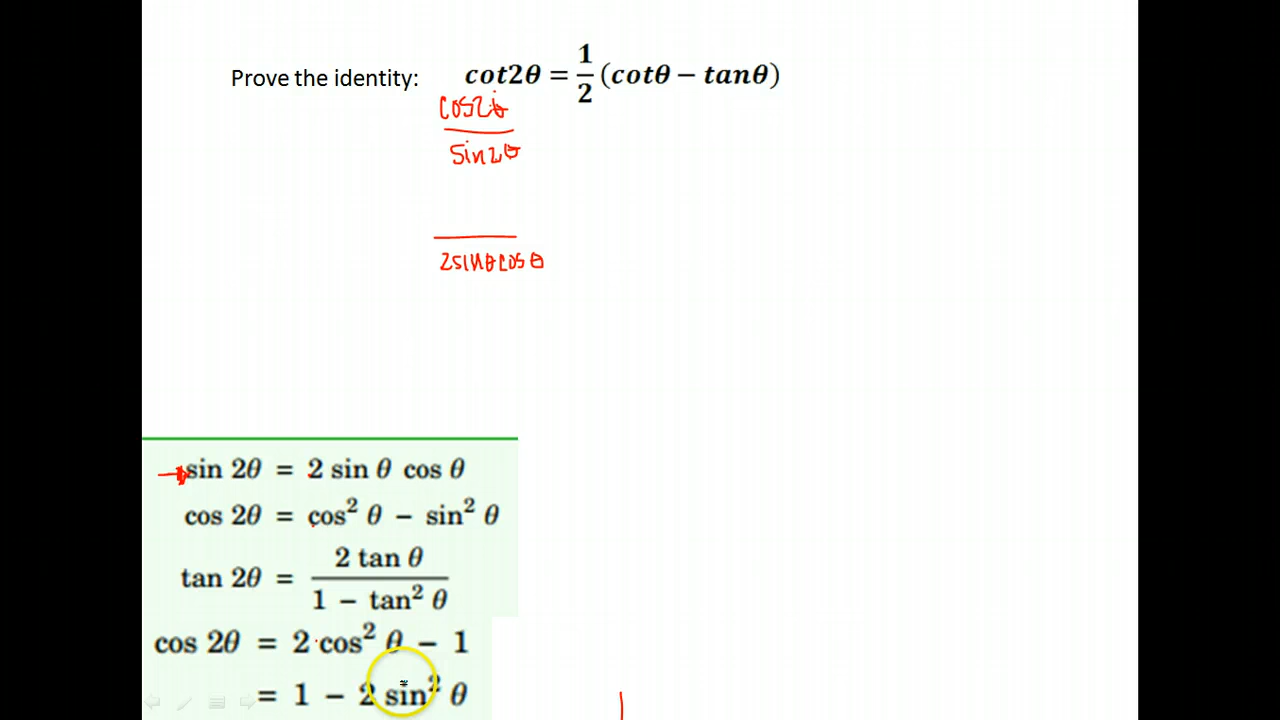 Prove the identity: cot2θ = 1/2 (cotθ − tanθ)
cos2θ
sin2θ
2sinθcosθ
sin 2θ = 2 sin θ cos θ
cos 2θ = cos² θ − sin² θ
tan 2θ = 2 tan θ / 1 − tan² θ
cos 2θ = 2 cos² θ − 1
= 1 − 2 sin² θ